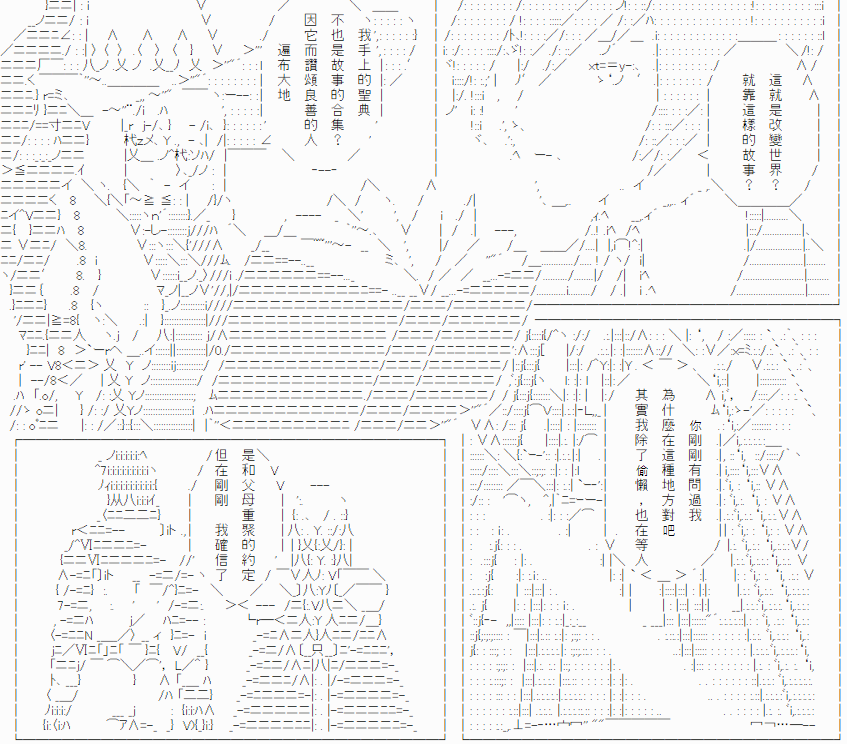 我手上的聖典
不也是故事的合集？
因它而讚頌良善的人
遍布大地
這就是改變世界？
就靠這樣的故事？
是和父母重聚的約定
但在剛剛 我確信了
你剛剛有問過我
為什麼在這種地方對吧
其實我除了偷懶，也在等人